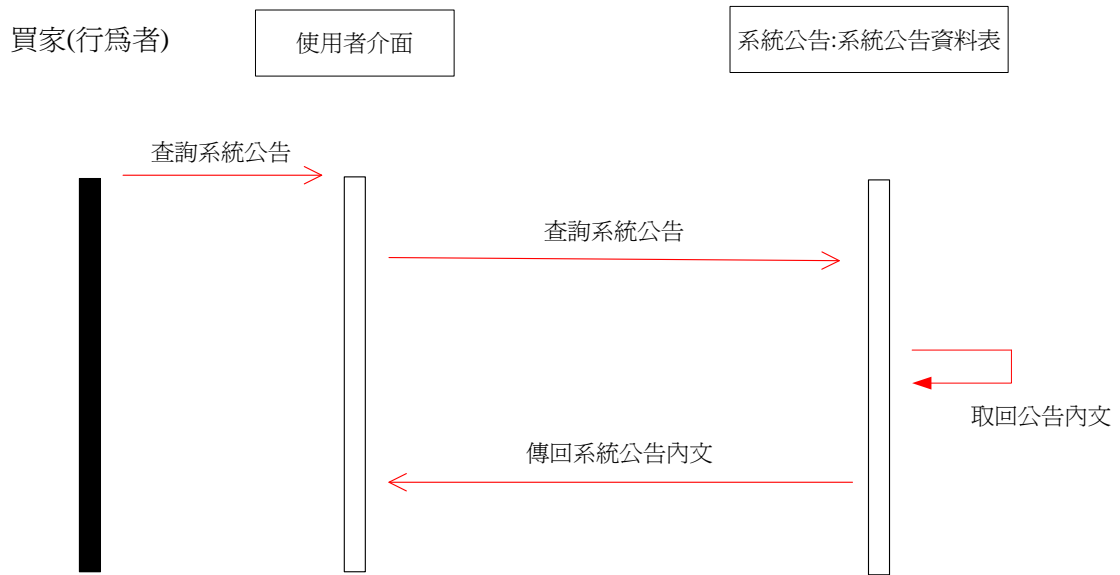 買家(行爲者)
使用者介面
系統公告:系統公告資料表
查詢系統公告
查詢系統公告
取回公告內文
傳回系統公告內文